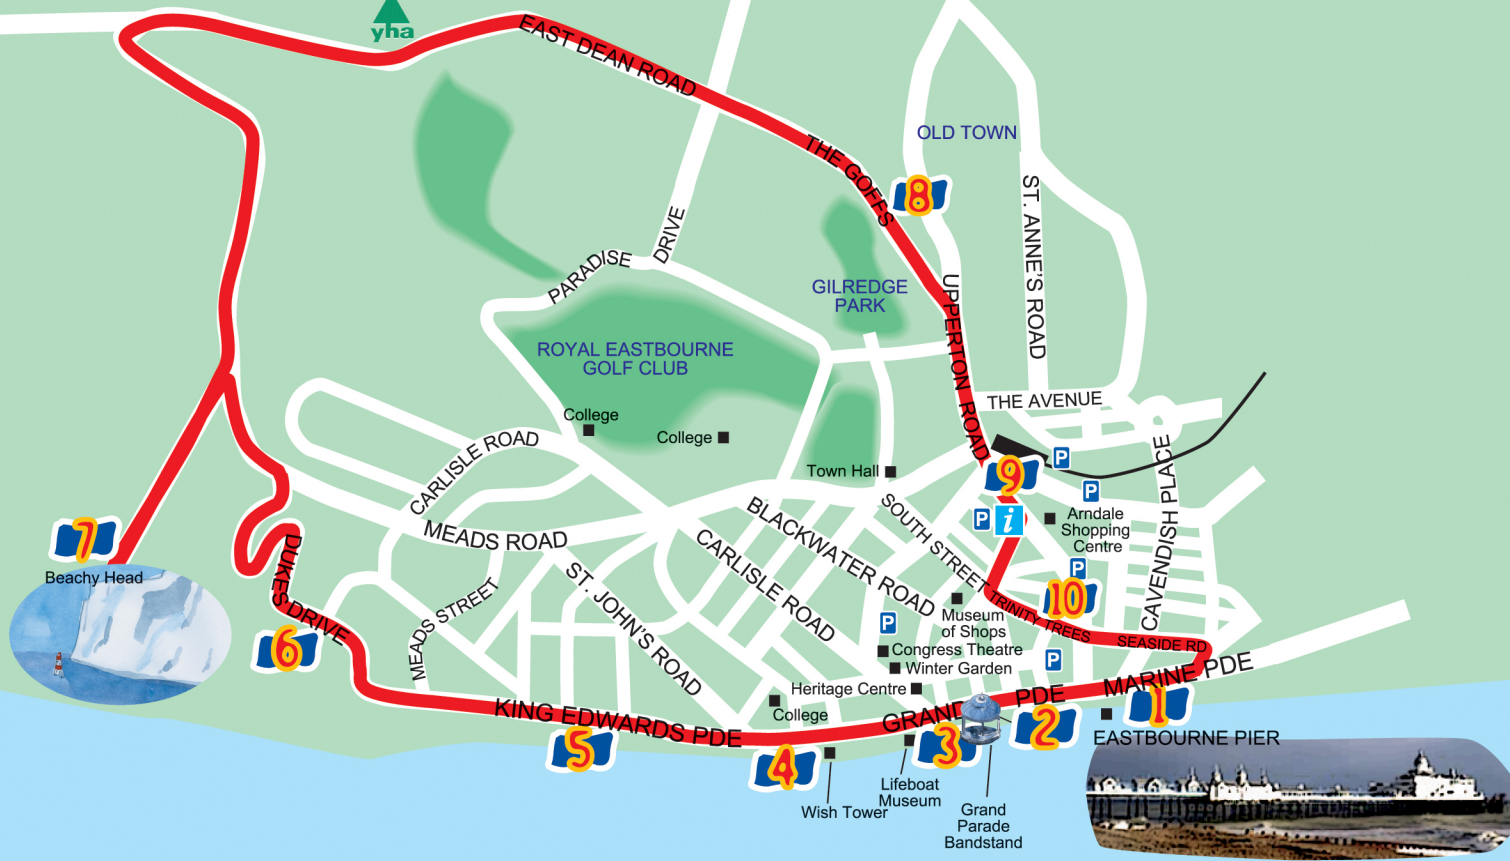 yha
EAST DEAN ROAD
THE GOFFS
OLD TOWN
8
ST. ANNE'S ROAD
PARADISE
DRIVE
GILREDGE
PARK
UPPERTON ROAD
ROYAL EASTBOURNE
GOLF CLUB
College
College
THE AVENUE
CARLISLE ROAD
Town Hall
9
P
P
P
i
Arndale
Shopping
Centre
CAVENDISH PLACE
MEADS ROAD
BLACKWATER ROAD
SOUTH STREET
CARLISLE ROAD
7
Beachy Head
DUKES DRIVE
6
MEADS STREET
ST. JOHN'S ROAD
P
10
TRINITY TREES
SEASIDE RD
P
Museum
of Shops
Congress Theatre
Winter Garden
P
Heritage Centre
College
KING EDWARDS PDE
GRAND PDE
MARINE PDE
1
2
3
4
5
EASTBOURNE PIER
Lifeboat
Museum
Wish Tower
Grand
Parade
Bandstand